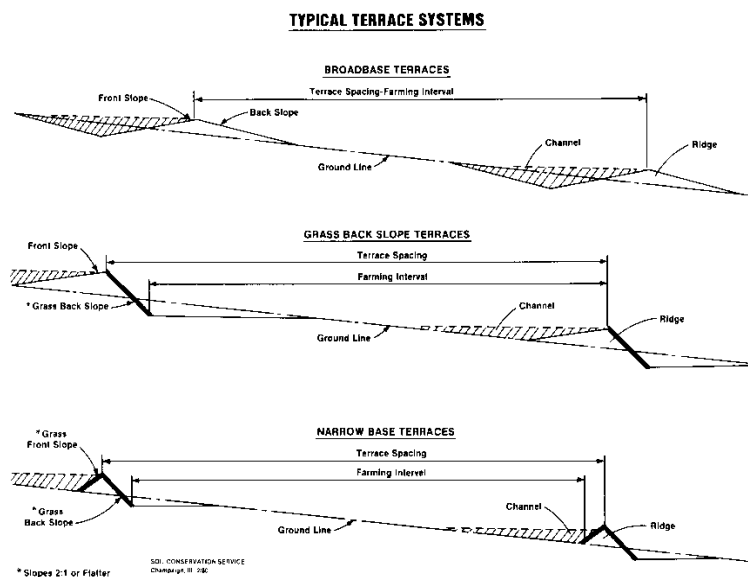 TYPICAL TERRACE SYSTEMS
BROADBASE TERRACES
Terrace Spacing-Farming Interval
Front Slope
Back Slope
Channel
Ridge
Ground Line
GRASS BACK SLOPE TERRACES
Front Slope
Terrace Spacing
Farming Interval
*Grass Back Slope
Channel
Ridge
Ground Line
NARROW BASE TERRACES
*Grass
Front Slope
Terrace Spacing
Farming Interval
*Grass
Back Slope
Channel
Ridge
Ground Line
*Slopes 2:1 or Flatter
SOIL CONSERVATION SERVICE
Champaign, Ill.